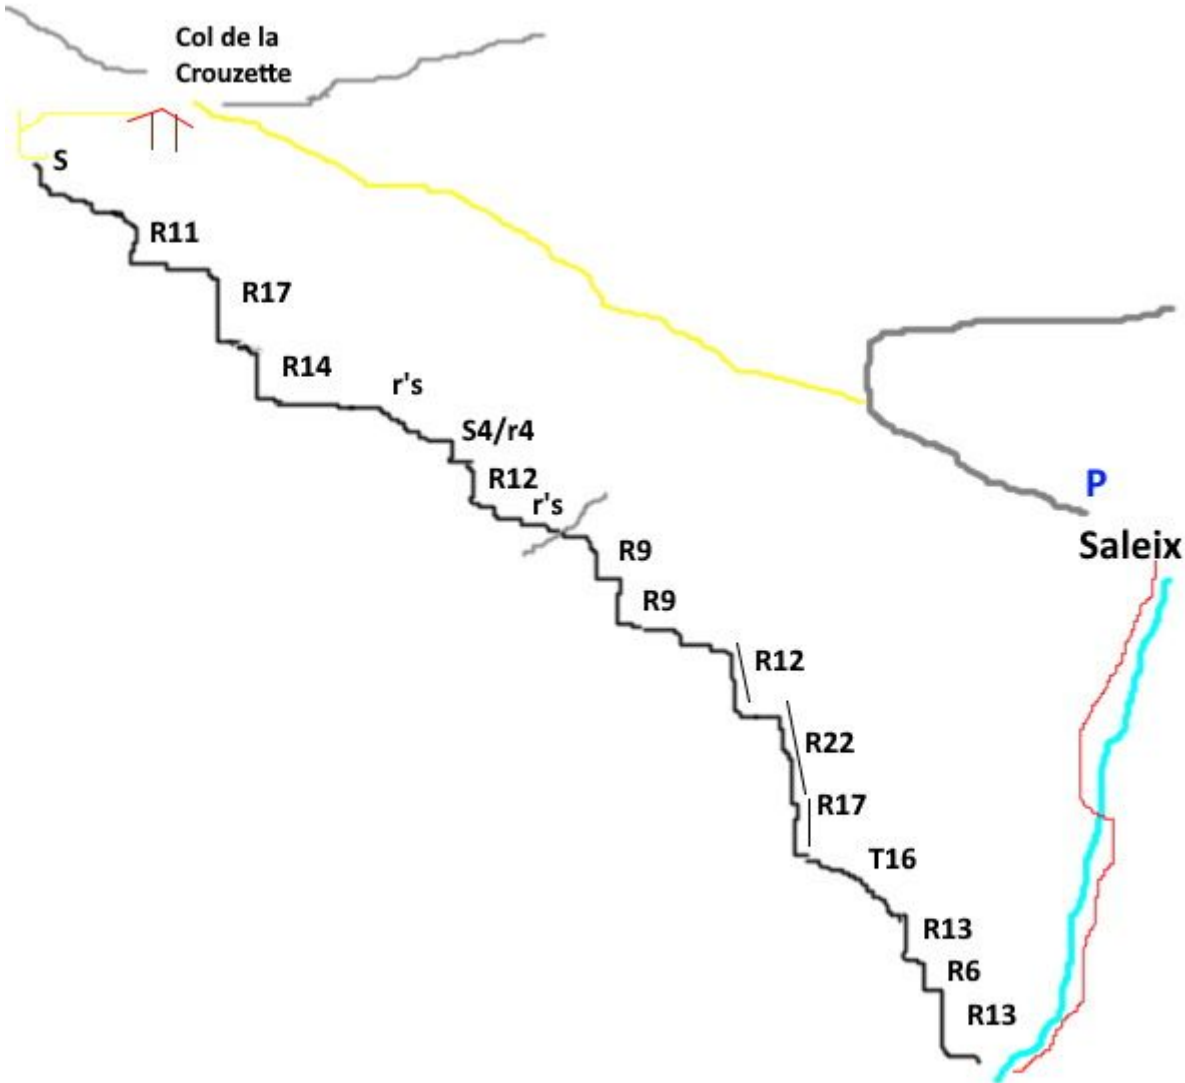 Col de la
Crouzette
S
R11
R17
R14
r's
S4/r4
R12
r's
R9
R9
R12
R22
R17
T16
R13
R6
R13
P
Saleix